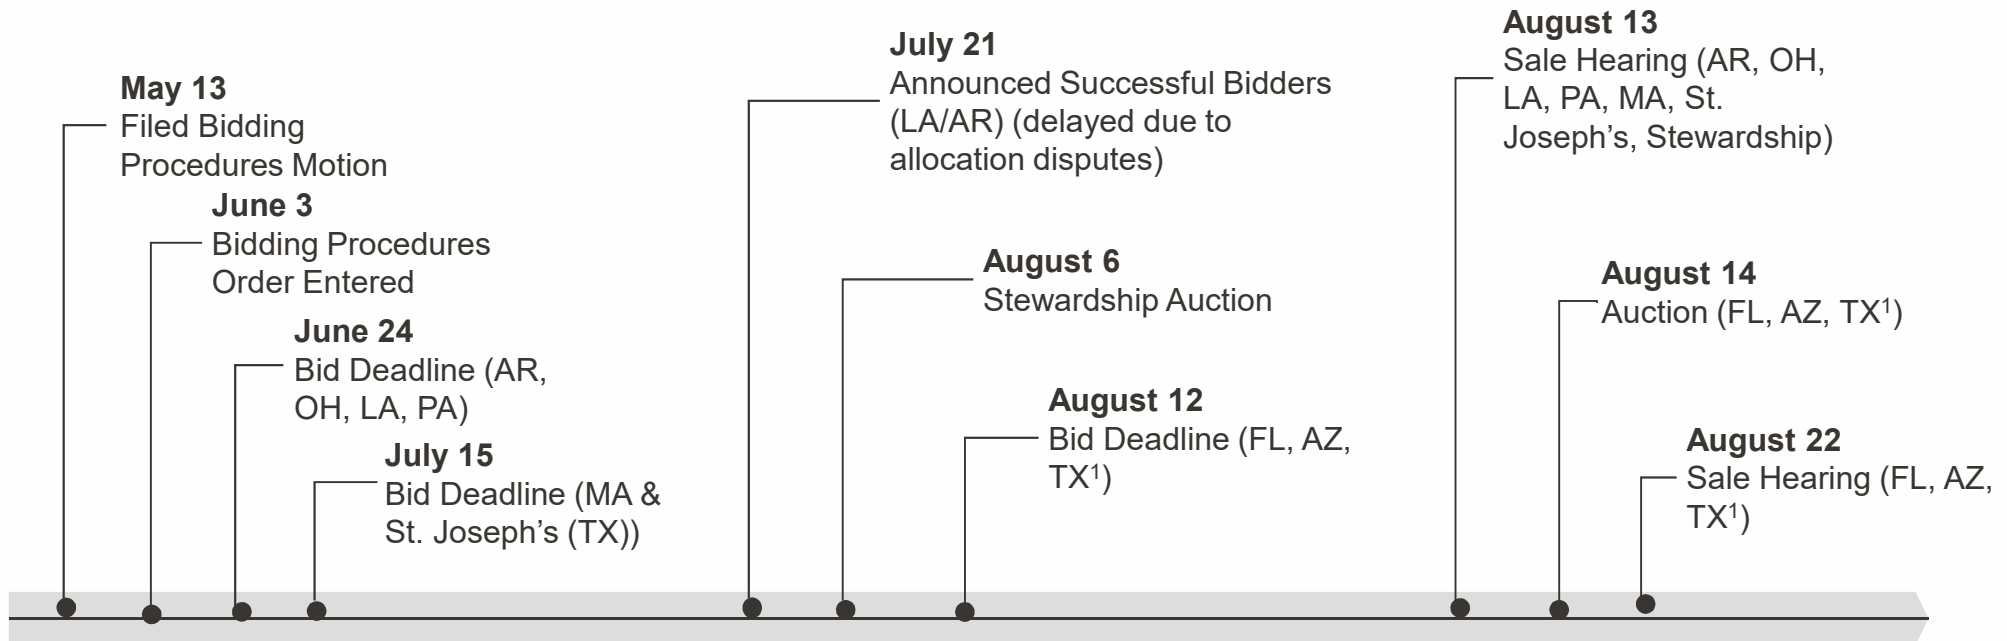 May 13
Filed Bidding
Procedures Motion
June 3
Bidding Procedures
Order Entered
June 24
Bid Deadline (AR,
OH, LA, PA)
July 15
Bid Deadline (MA &
St. Joseph’s (TX))
July 21
Announced Successful Bidders
(LA/AR) (delayed due to
allocation disputes)
August 6
Stewardship Auction
August 12
Bid Deadline (FL, AZ,
TX¹)
August 13
Sale Hearing (AR, OH,
LA, PA, MA, St.
Joseph’s, Stewardship)
August 14
Auction (FL, AZ, TX¹)
August 22
Sale Hearing (FL, AZ,
TX¹)